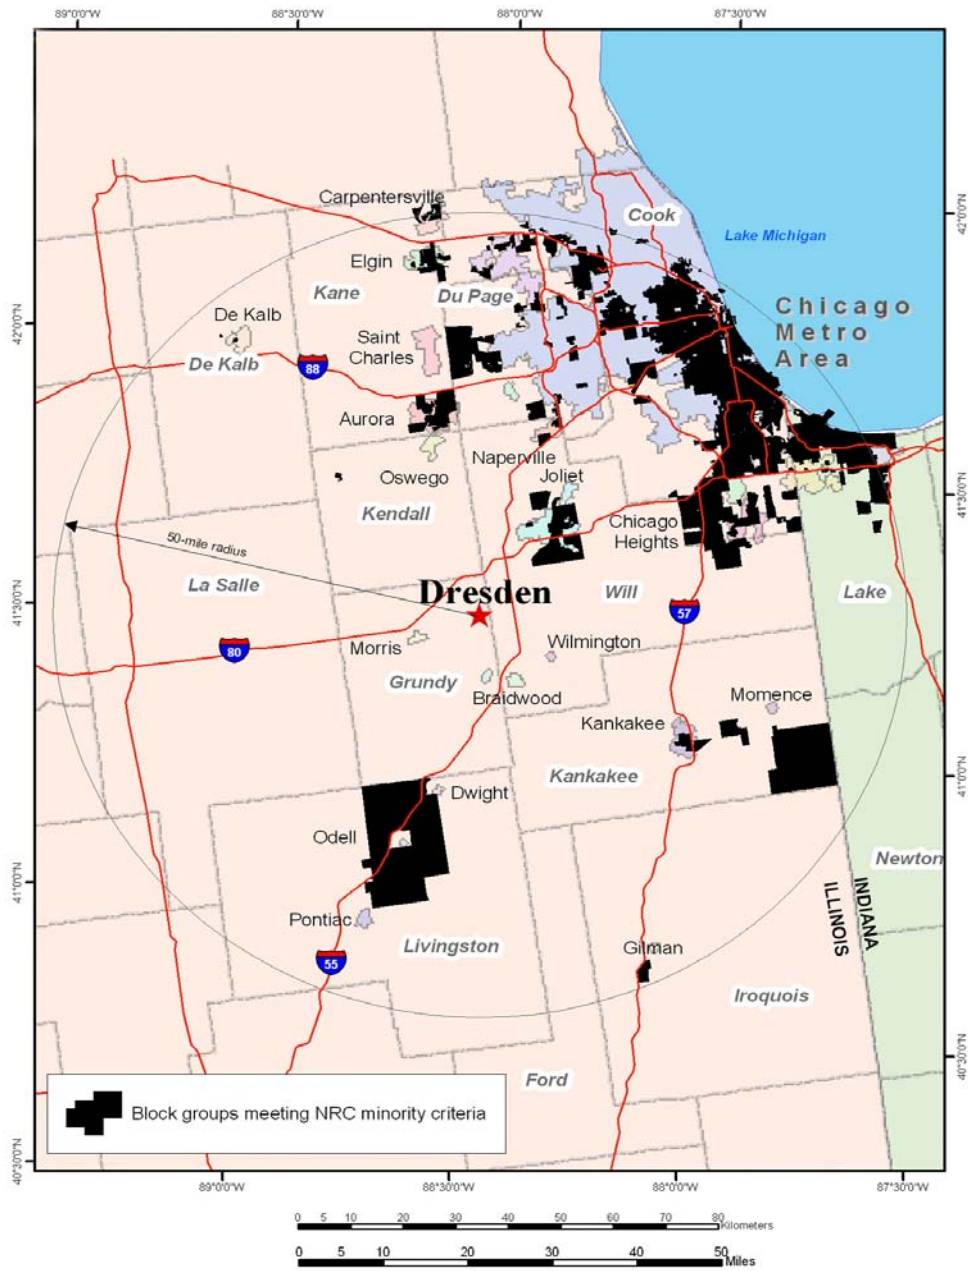 89°0'0"W 88°30'0"W 88°0'0"W 87°30'0"W
Carpentersville
Cook
42°0'0"N
Lake Michigan
Elgin
Kane
Du Page
Chicago
Metro
Area
De Kalb
42°0'0"N
Saint
Charles
De Kalb
88
Aurora
Naperville
Oswego
Joliet
41°30'0"N
Kendall
Chicago
Heights
50-mile radius
La Salle
Dresden
Will
Lake
41°30'0"N
57
80
Morris
Wilmington
Grundy
Braidwood
Momence
Kankakee
Kankakee
41°0'0"N
Dwight
Odell
Newton
41°0'0"N
ILLINOIS
INDIANA
Pontiac
Livingston
Gilman
55
Iroquois
40°30'0"N
Ford
Block groups meeting NRC minority criteria
40°30'0"N
89°0'0"W 88°30'0"W 88°0'0"W 87°30'0"W
0 5 10 20 30 40 50 60 70 80
Kilometers
0 5 10 20 30 40 50
Miles